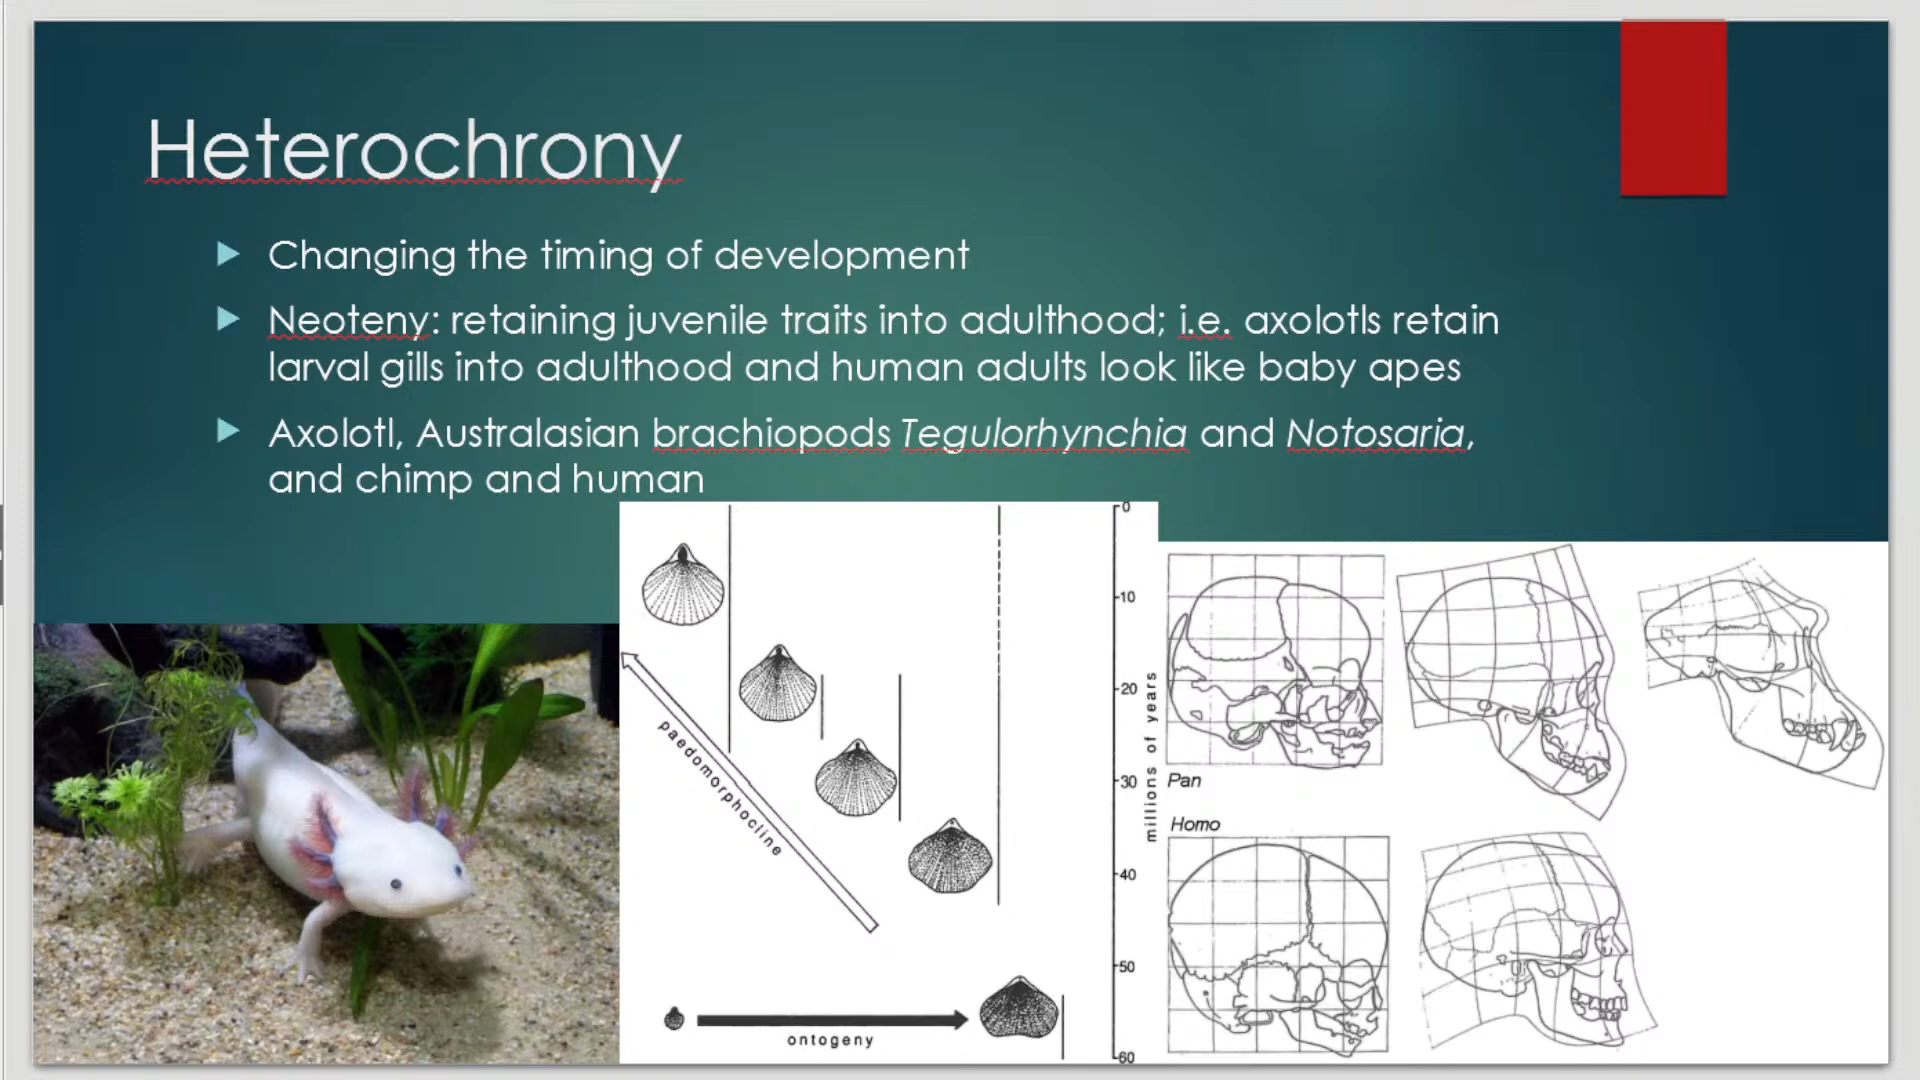 Heterochrony
Changing the timing of development
Neoteny: retaining juvenile traits into adulthood; i.e. axolotls retain
larval gills into adulthood and human adults look like baby apes
Axolotl, Australasian brachiopods Tegulorhynchia and Notosaria,
and chimp and human
paedomorphocline
ontogeny
0
10
20
30
40
50
60
millions of years
Pan
Homo